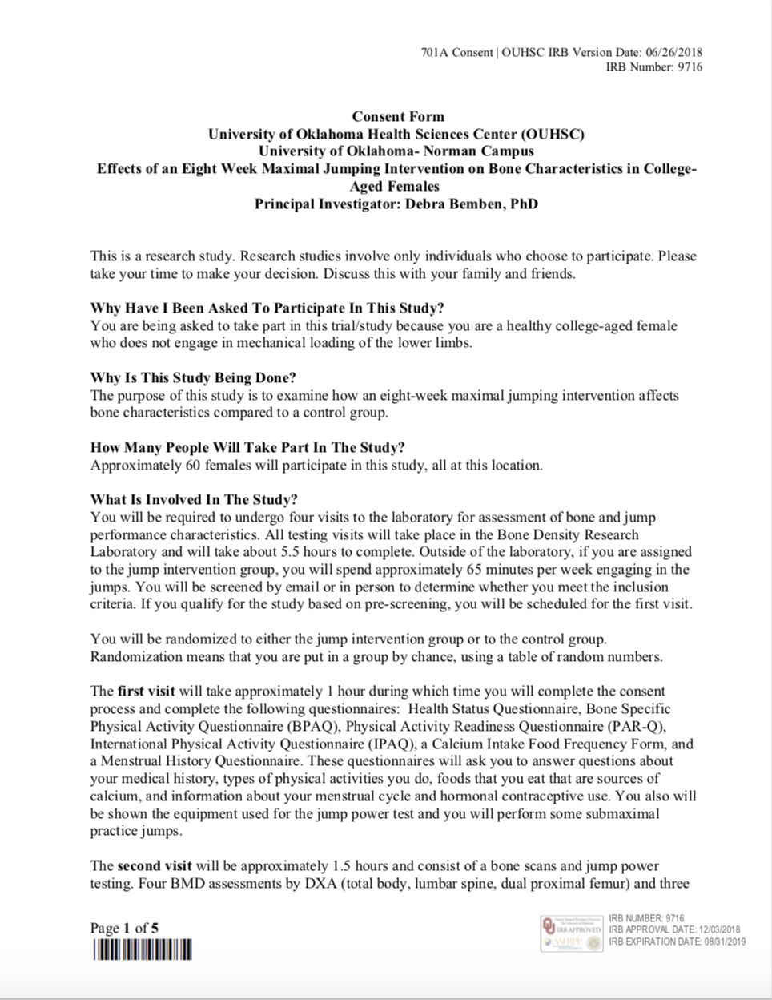 701A Consent | OUHSC IRB Version Date: 06/26/2018
IRB Number: 9716
Consent Form
University of Oklahoma Health Sciences Center (OUHSC)
University of Oklahoma- Norman Campus
Effects of an Eight Week Maximal Jumping Intervention on Bone Characteristics in College-
Aged Females
Principal Investigator: Debra Bemben, PhD
This is a research study. Research studies involve only individuals who choose to participate. Please
take your time to make your decision. Discuss this with your family and friends.
Why Have I Been Asked To Participate In This Study?
You are being asked to take part in this trial/study because you are a healthy college-aged female
who does not engage in mechanical loading of the lower limbs.
Why Is This Study Being Done?
The purpose of this study is to examine how an eight-week maximal jumping intervention affects
bone characteristics compared to a control group.
How Many People Will Take Part In The Study?
Approximately 60 females will participate in this study, all at this location.
What Is Involved In The Study?
You will be required to undergo four visits to the laboratory for assessment of bone and jump
performance characteristics. All testing visits will take place in the Bone Density Research
Laboratory and will take about 5.5 hours to complete. Outside of the laboratory, if you are assigned
to the jump intervention group, you will spend approximately 65 minutes per week engaging in the
jumps. You will be screened by email or in person to determine whether you meet the inclusion
criteria. If you qualify for the study based on pre-screening, you will be scheduled for the first visit.
You will be randomized to either the jump intervention group or to the control group.
Randomization means that you are put in a group by chance, using a table of random numbers.
The first visit will take approximately 1 hour during which time you will complete the consent
process and complete the following questionnaires:  Health Status Questionnaire, Bone Specific
Physical Activity Questionnaire (BPAQ), Physical Activity Readiness Questionnaire (PAR-Q),
International Physical Activity Questionnaire (IPAQ), a Calcium Intake Food Frequency Form, and
a Menstrual History Questionnaire. These questionnaires will ask you to answer questions about
your medical history, types of physical activities you do, foods that you eat that are sources of
calcium, and information about your menstrual cycle and hormonal contraceptive use. You also will
be shown the equipment used for the jump power test and you will perform some submaximal
practice jumps.
The second visit will be approximately 1.5 hours and consist of a bone scans and jump power
testing. Four BMD assessments by DXA (total body, lumbar spine, dual proximal femur) and three
Page 1 of 5
IRB APPROVED
IRB NUMBER: 9716
IRB APPROVAL DATE: 12/03/2018
IRB EXPIRATION DATE: 08/31/2019